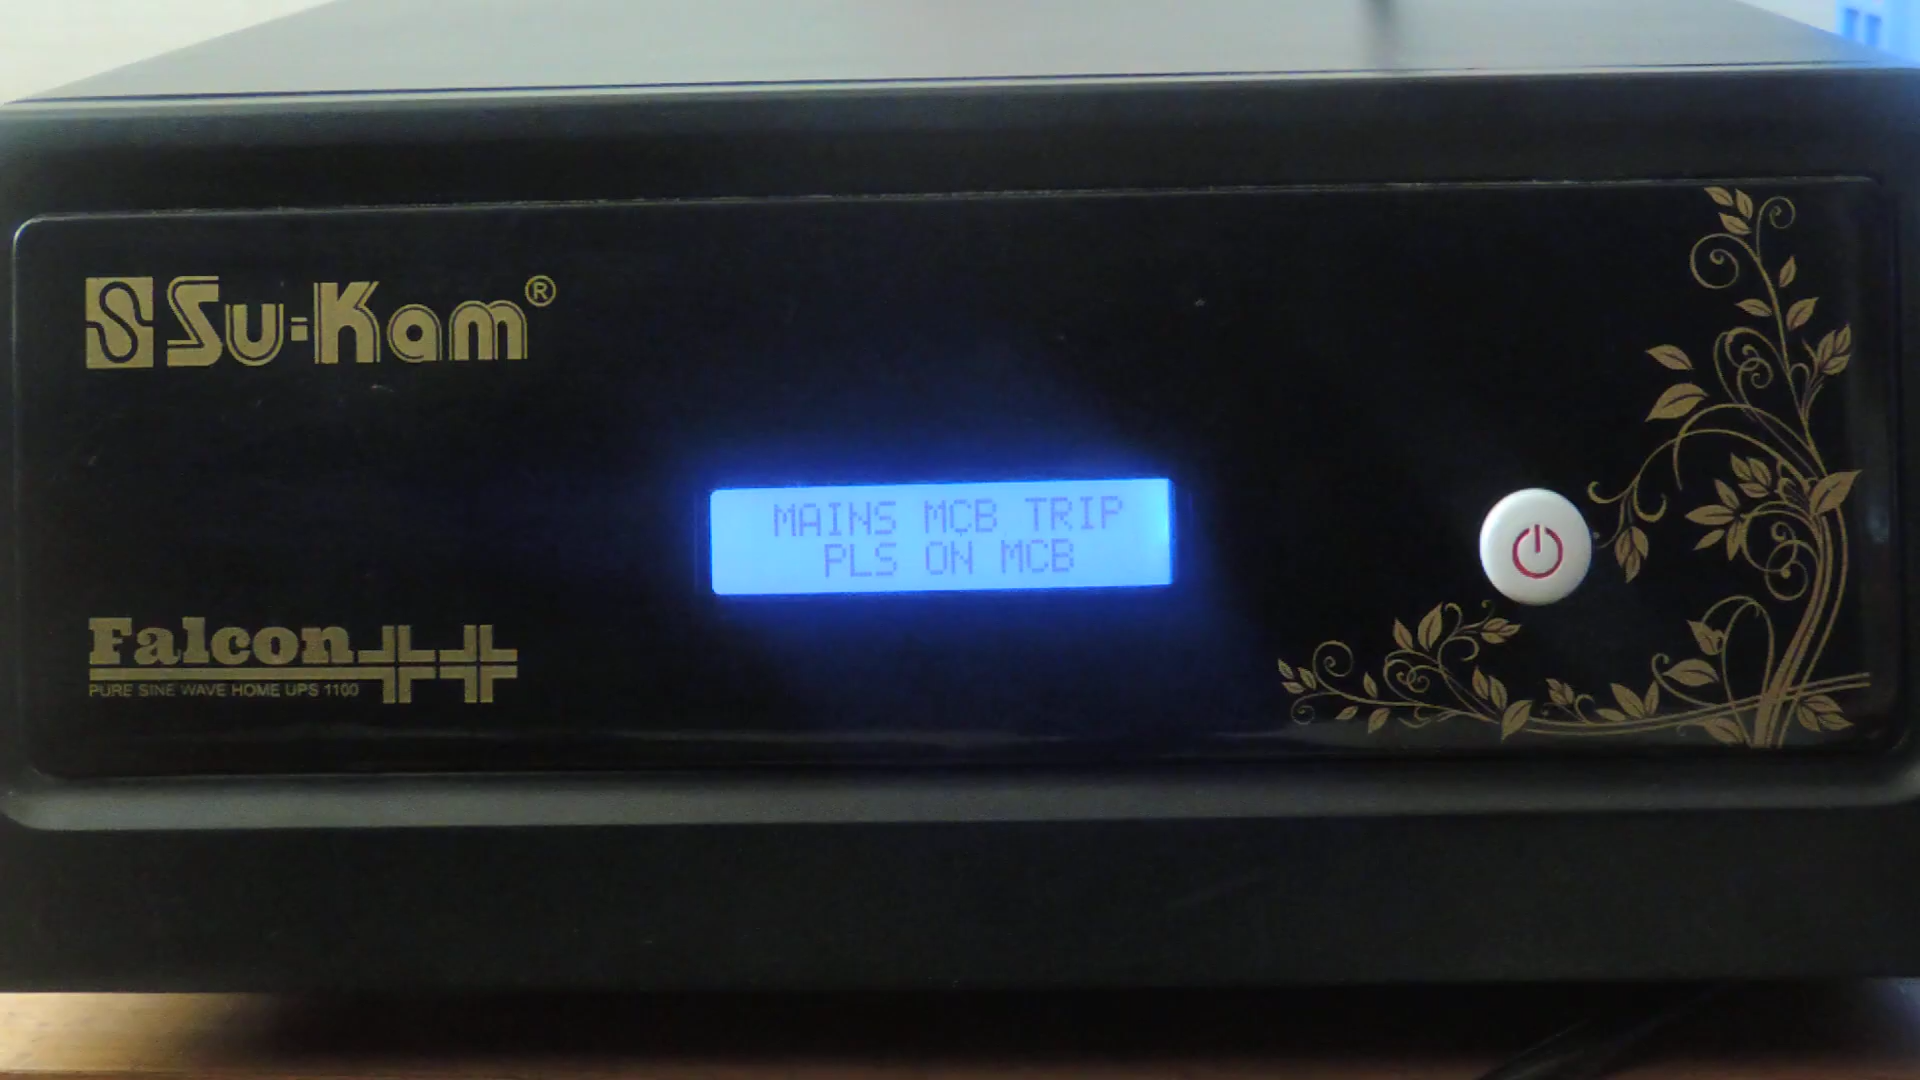 Su-Kam®
MAINS MCB TRIP
PLS ON MCB
Falcon++
PURE SINE WAVE HOME UPS 1100